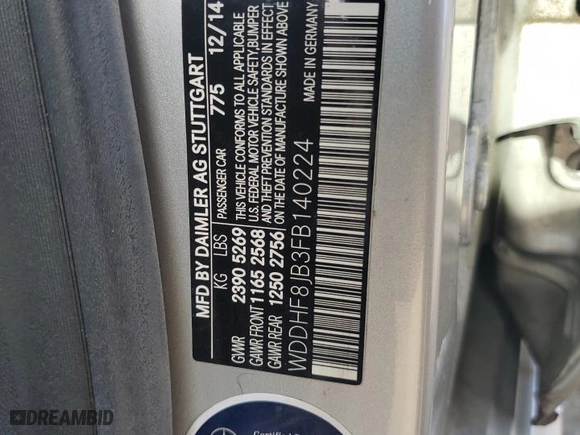 MFD BY DAIMLER AG STUTTGART 12/14
KG LBS PASSENGER CAR 775
GVWR 2390 5269
GAWR FRONT 1165 2568
GAWR REAR 1250 2756
THIS VEHICLE CONFORMS TO ALL APPLICABLE
U.S. FEDERAL MOTOR VEHICLE SAFETY, BUMPER
AND THEFT PREVENTION STANDARDS IN EFFECT
ON THE DATE OF MANUFACTURE SHOWN ABOVE
MADE IN GERMANY
WDDHF8JB3FB140224
Certified
DREAMBID